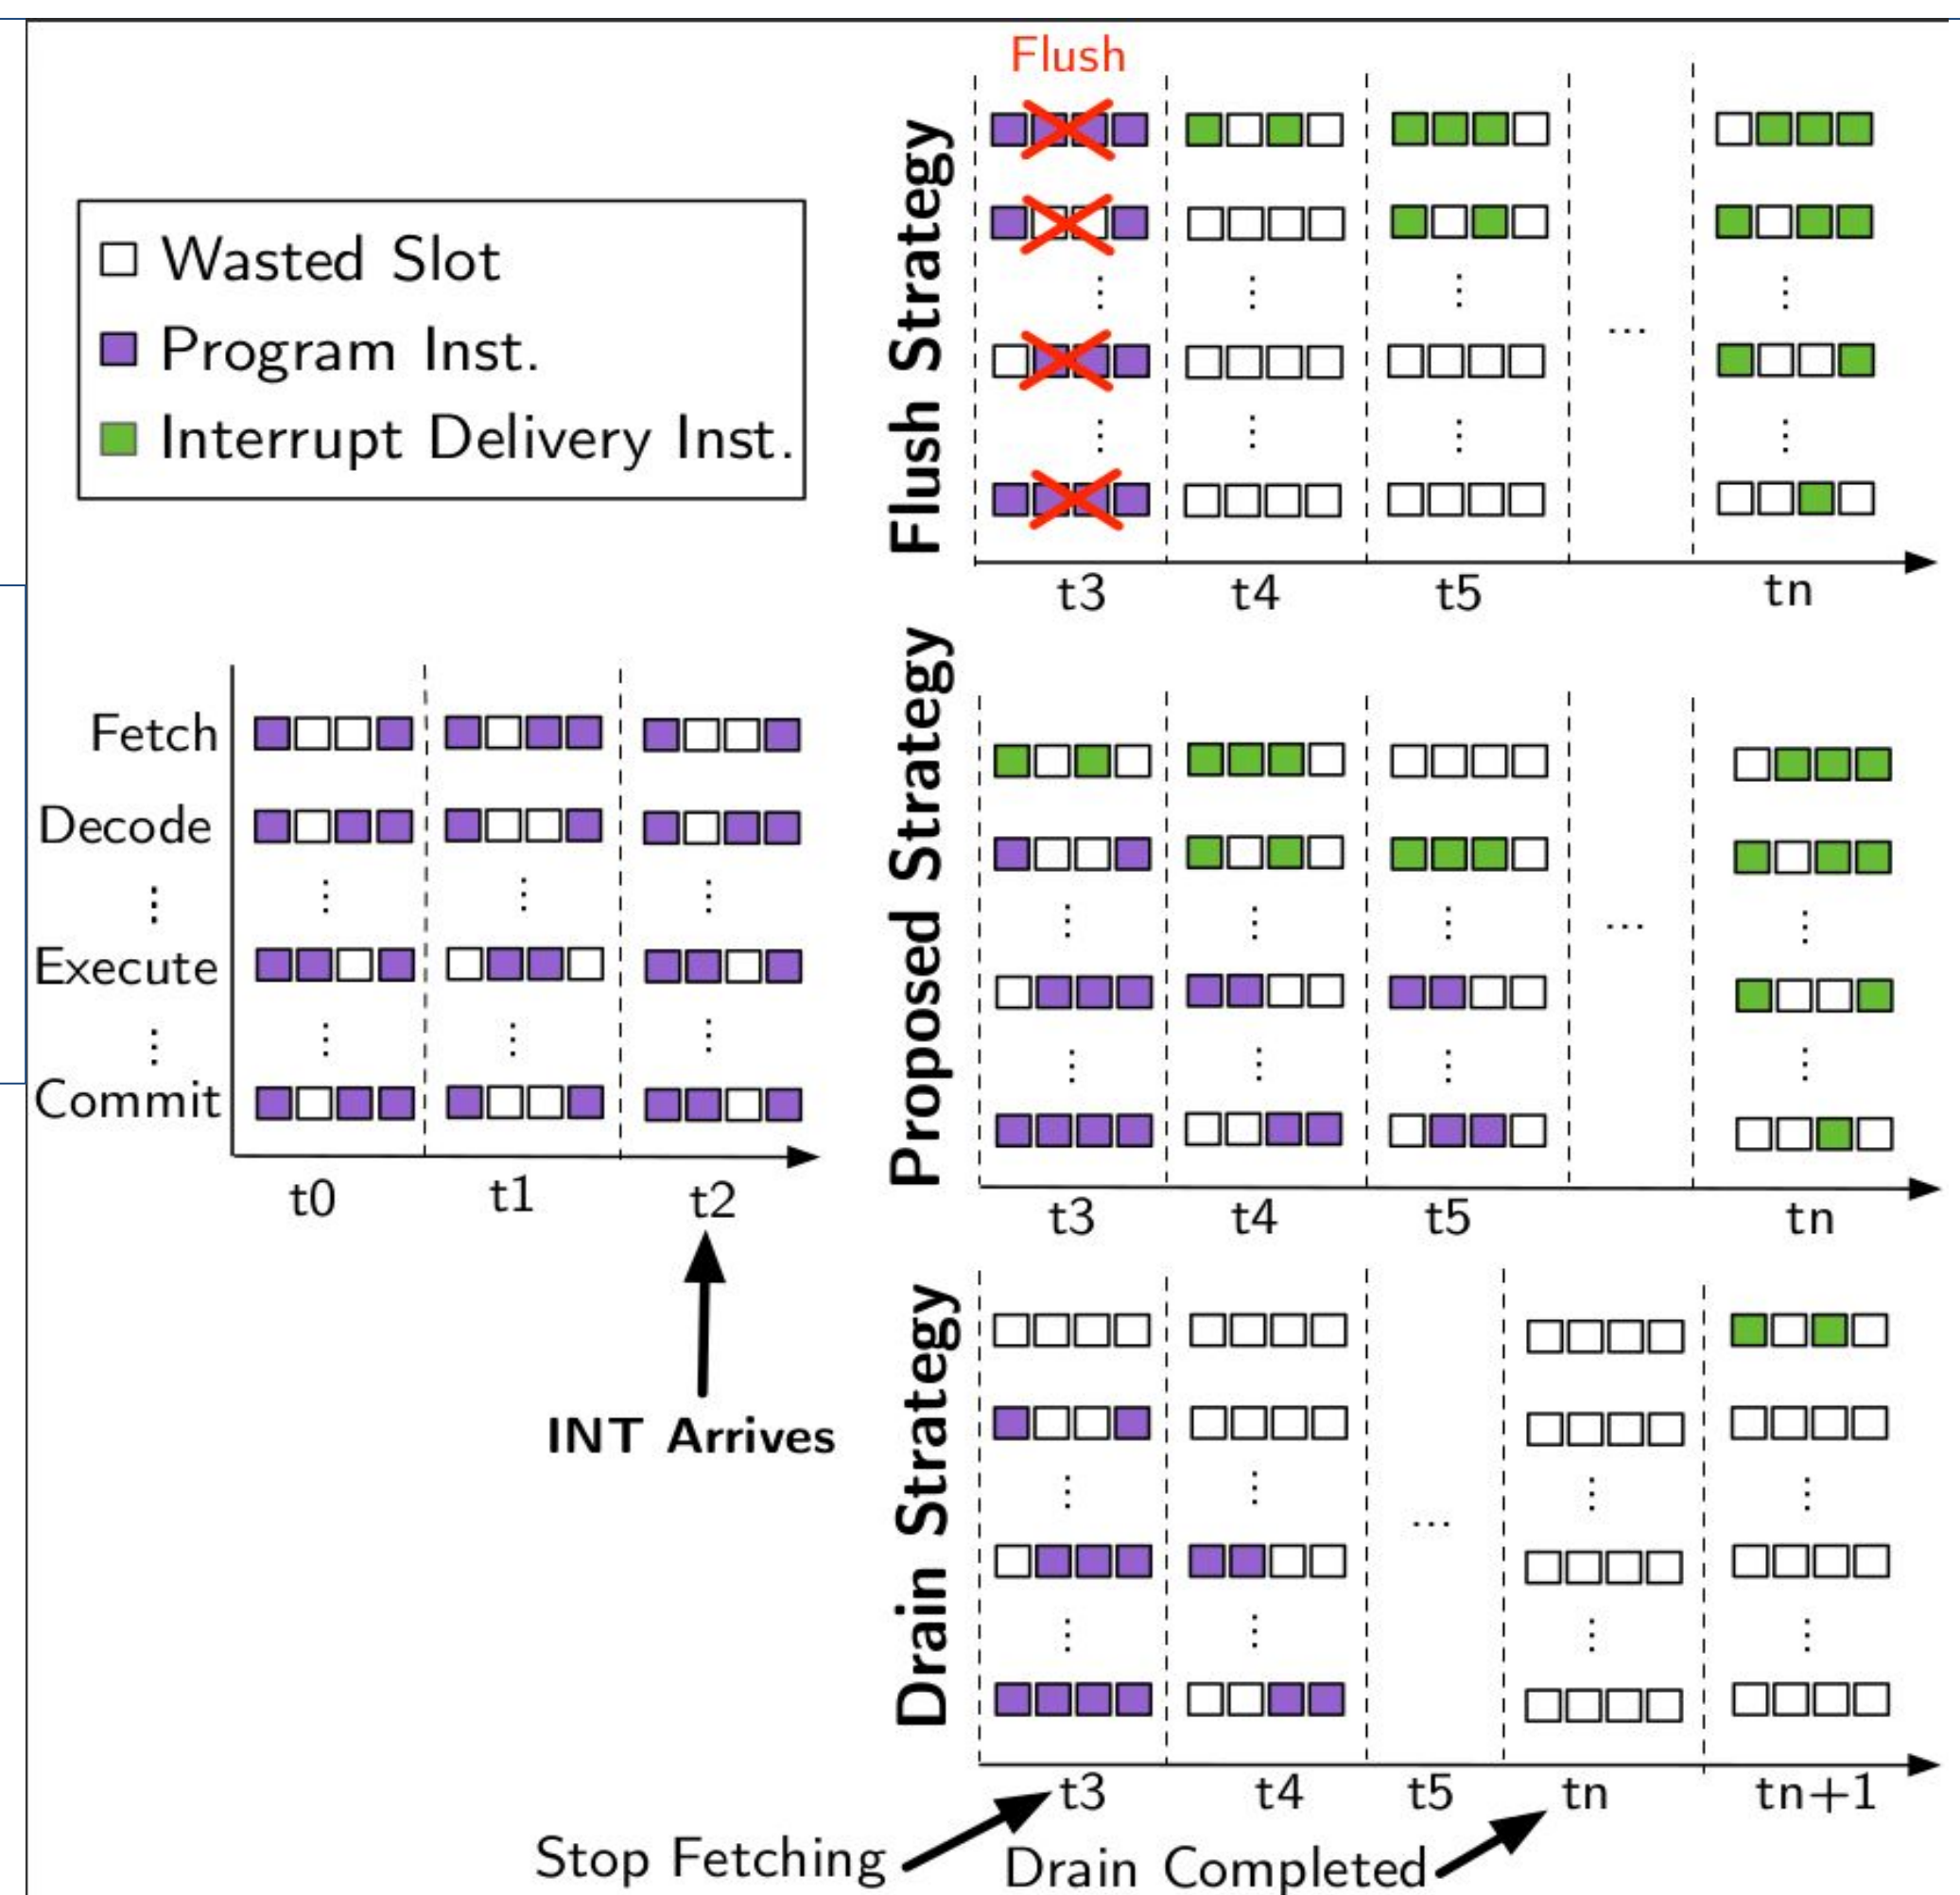 Wasted Slot
Program Inst.
Interrupt Delivery Inst.
Fetch
Decode
⋮
Execute
⋮
Commit
t0 t1 t2
INT Arrives
Flush Strategy
Flush
...
t3 t4 t5 tn
Proposed Strategy
...
t3 t4 t5 tn
Drain Strategy
...
t3 t4 t5 tn tn+1
Stop Fetching
Drain Completed